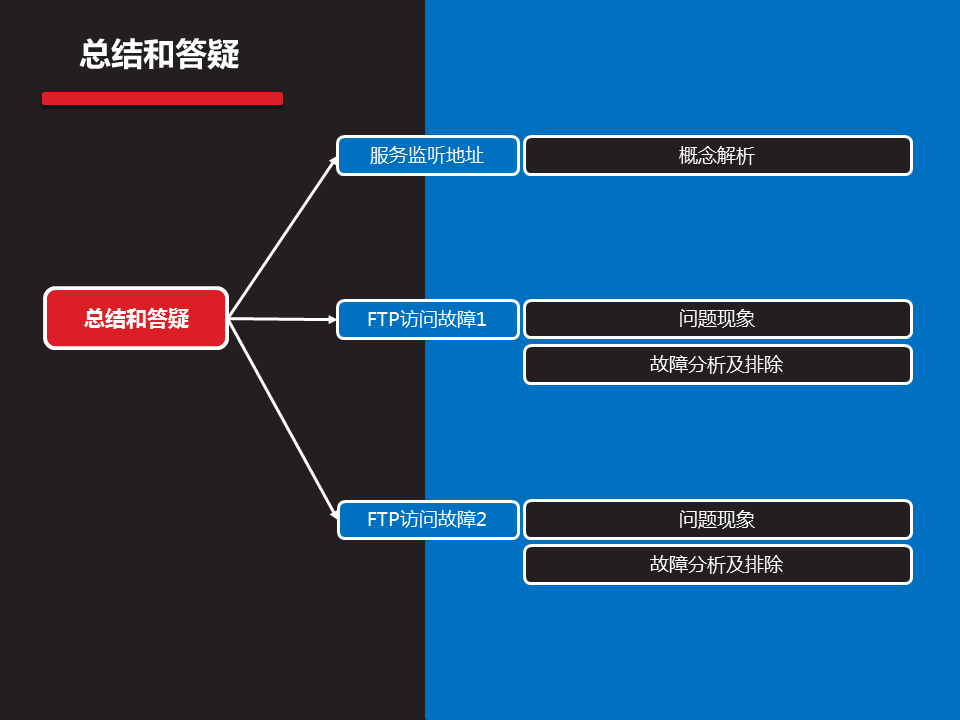 总结和答疑
服务监听地址
概念解析
总结和答疑
FTP访问故障1
问题现象
故障分析及排除
FTP访问故障2
问题现象
故障分析及排除